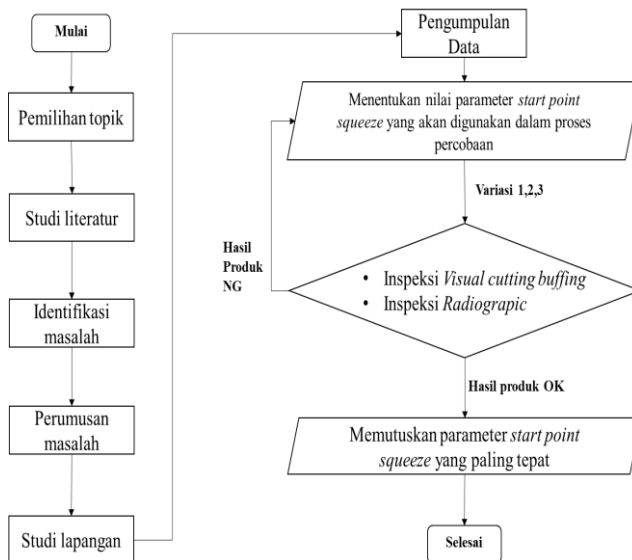 Mulai
Pemilihan topik
Studi literatur
Identifikasi
masalah
Perumusan
masalah
Studi lapangan
Pengumpulan
Data
Menentukan nilai parameter start point
squeeze yang akan digunakan dalam proses
percobaan
Variasi 1,2,3
Hasil
Produk
NG
• Inspeksi Visual cutting buffing
• Inspeksi Radiograpic
Hasil produk OK
Memutuskan parameter start point
squeeze yang paling tepat
Selesai